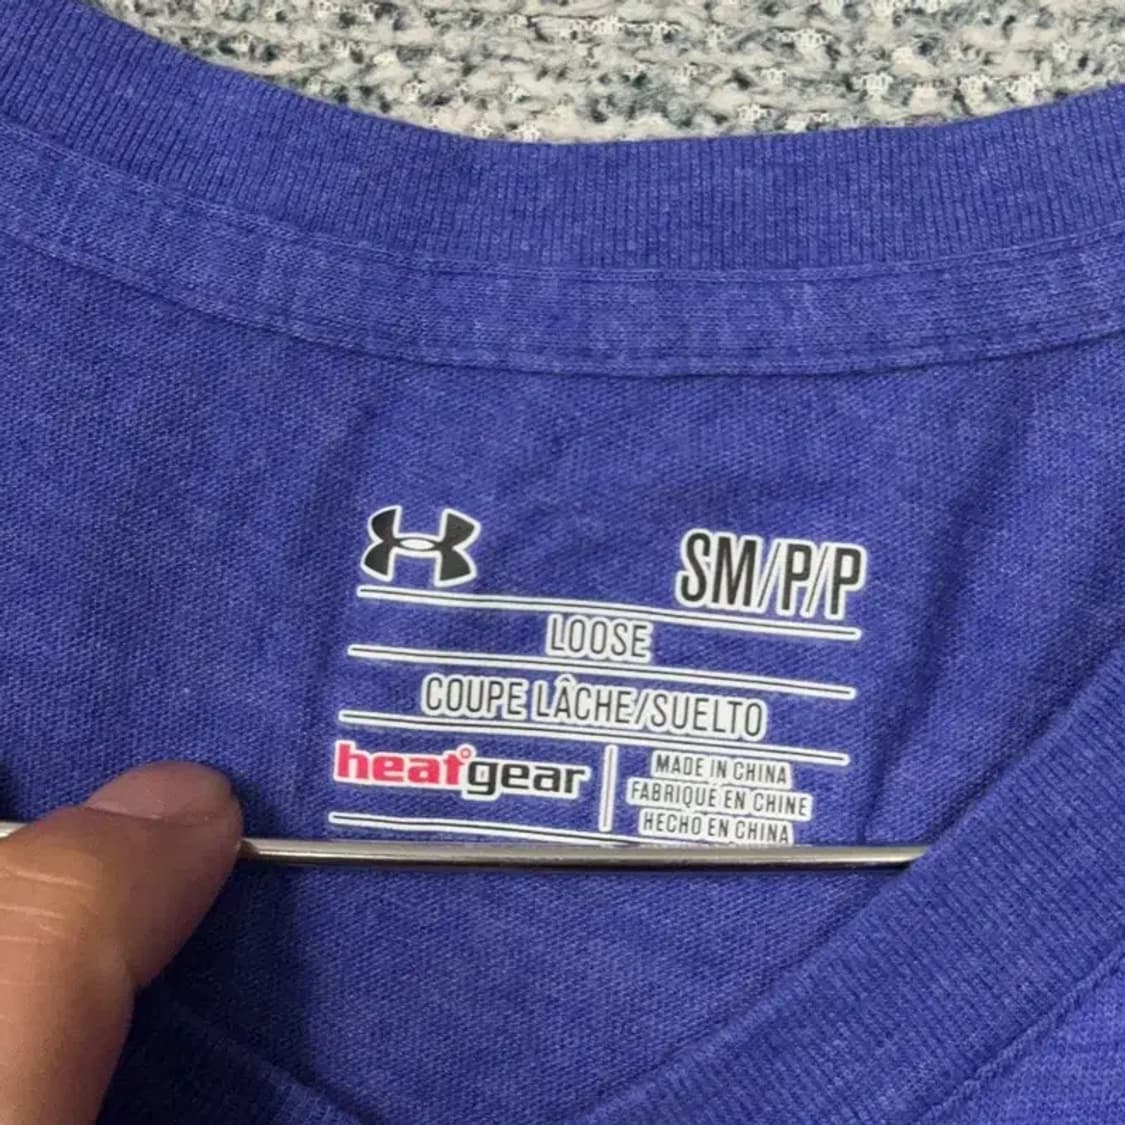 SM/P/P
LOOSE
COUPE LÂCHE/SUELTO
heatgear
MADE IN CHINA
FABRIQUÉ EN CHINE
HECHO EN CHINA